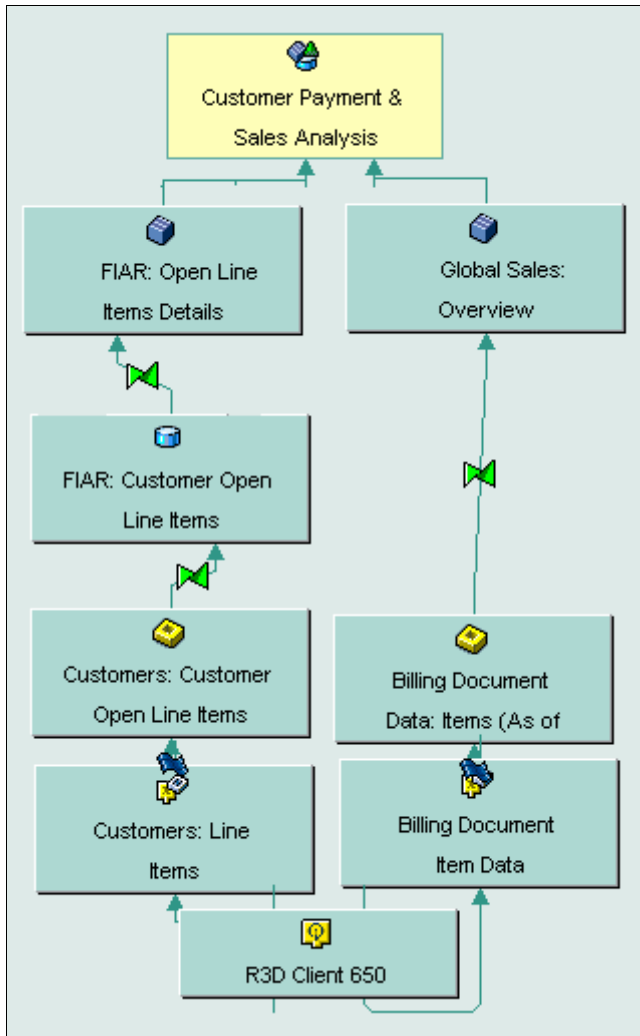 Customer Payment &
Sales Analysis
FIAR: Open Line
Items Details
Global Sales:
Overview
FIAR: Customer Open
Line Items
Customers: Customer
Open Line Items
Billing Document
Data: Items (As of
Customers: Line
Items
Billing Document
Item Data
R3D Client 650